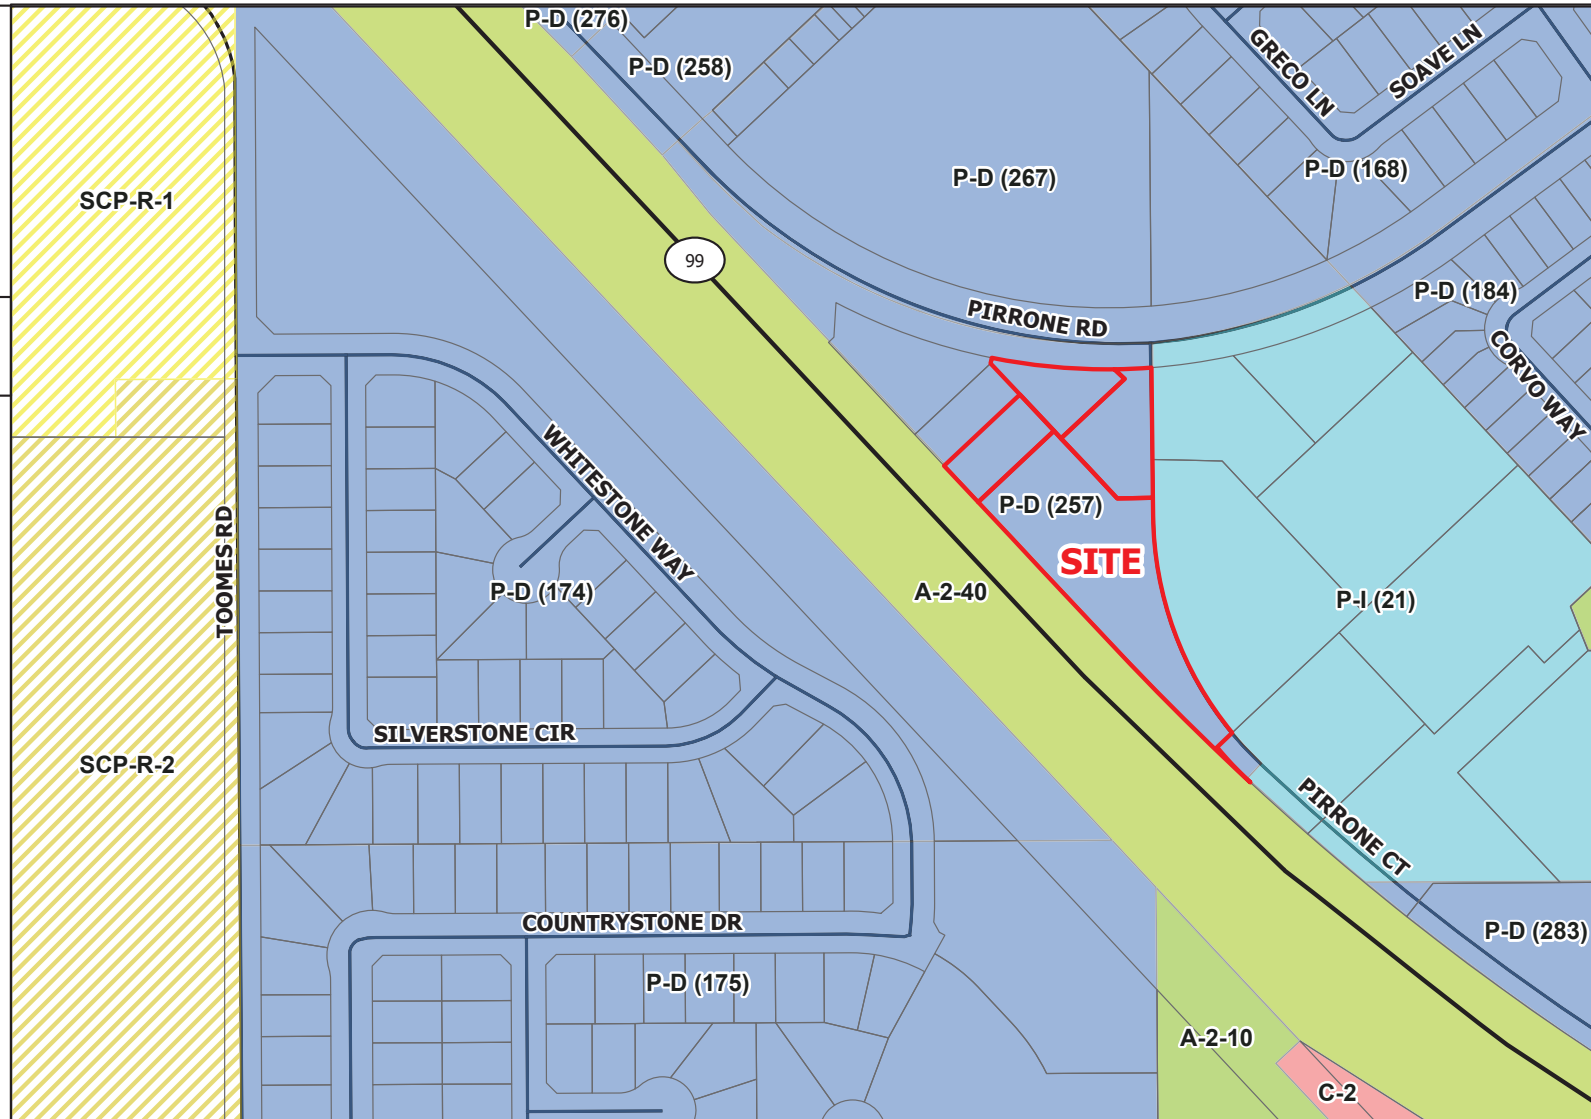 P-D (276)
P-D (258)
GRECO LN
SOAVE LN
P-D (267)
P-D (168)
SCP-R-1
99
P-D (184)
PIRRONE RD
CORVO WAY
WHITESTONE WAY
P-D (257)
TOOMES RD
SITE
P-D (174)
A-2-40
P-I (21)
SILVERSTONE CIR
SCP-R-2
PIRRONE CT
COUNTRYSTONE DR
P-D (283)
P-D (175)
A-2-10
C-2